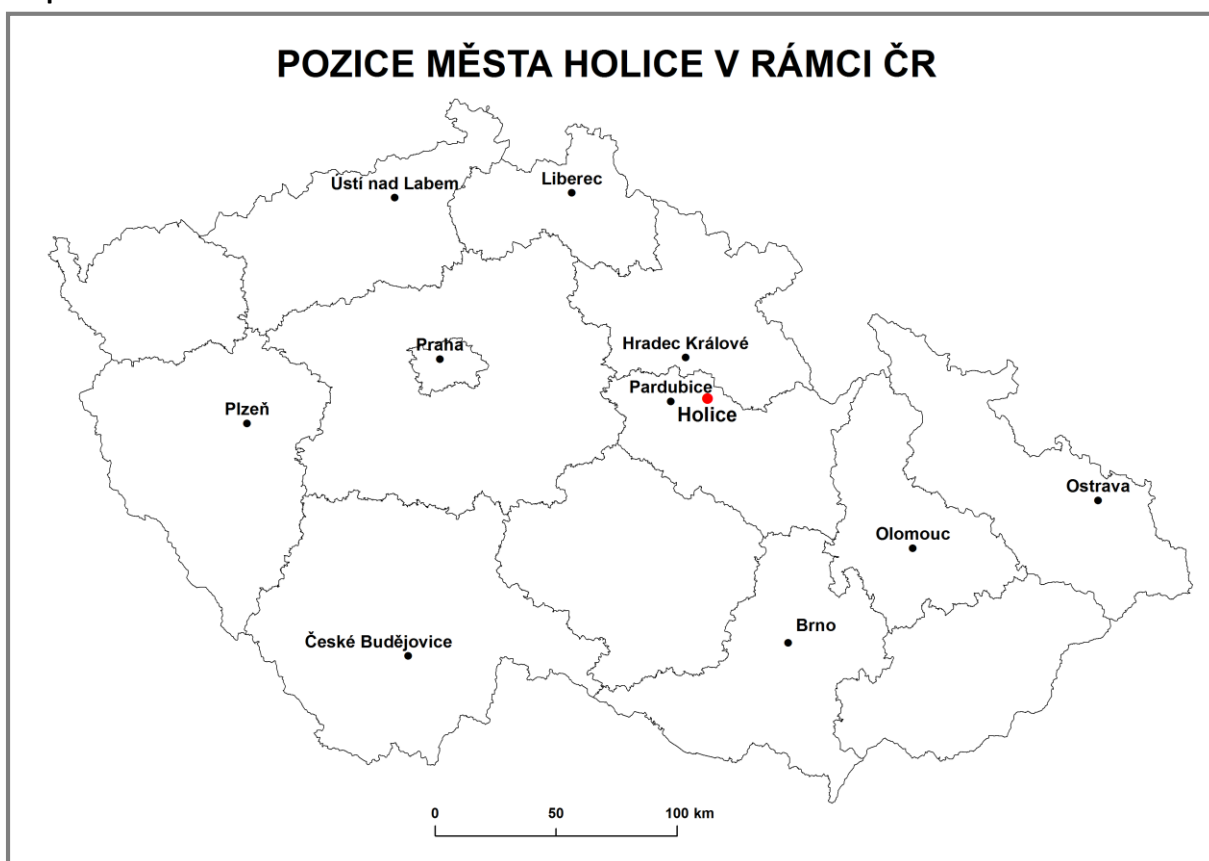 POZICE MĚSTA HOLICE V RÁMCI ČR
Liberec
Ústí nad Labem
Hradec Králové
Praha
Pardubice
Holice
Plzeň
Ostrava
Olomouc
Brno
České Budějovice
0 50 100 km